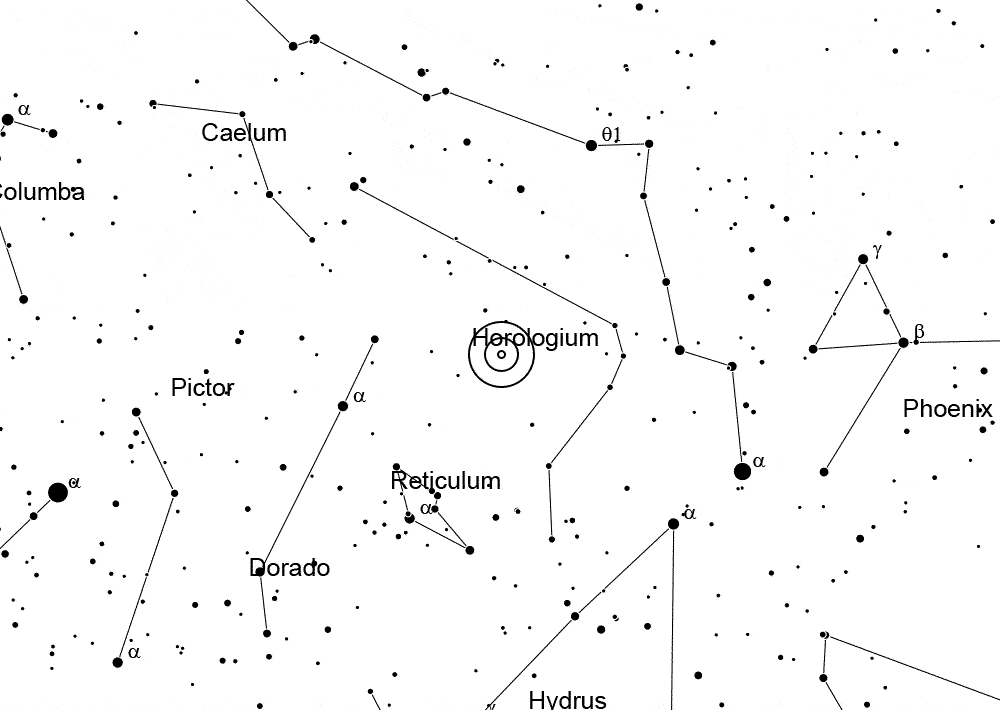 α
θ1
Caelum
Columba
γ
β
Horologium
Pictor
α
Phoenix
α
Reticulum
α
α
α
Dorado
α
Hydrus